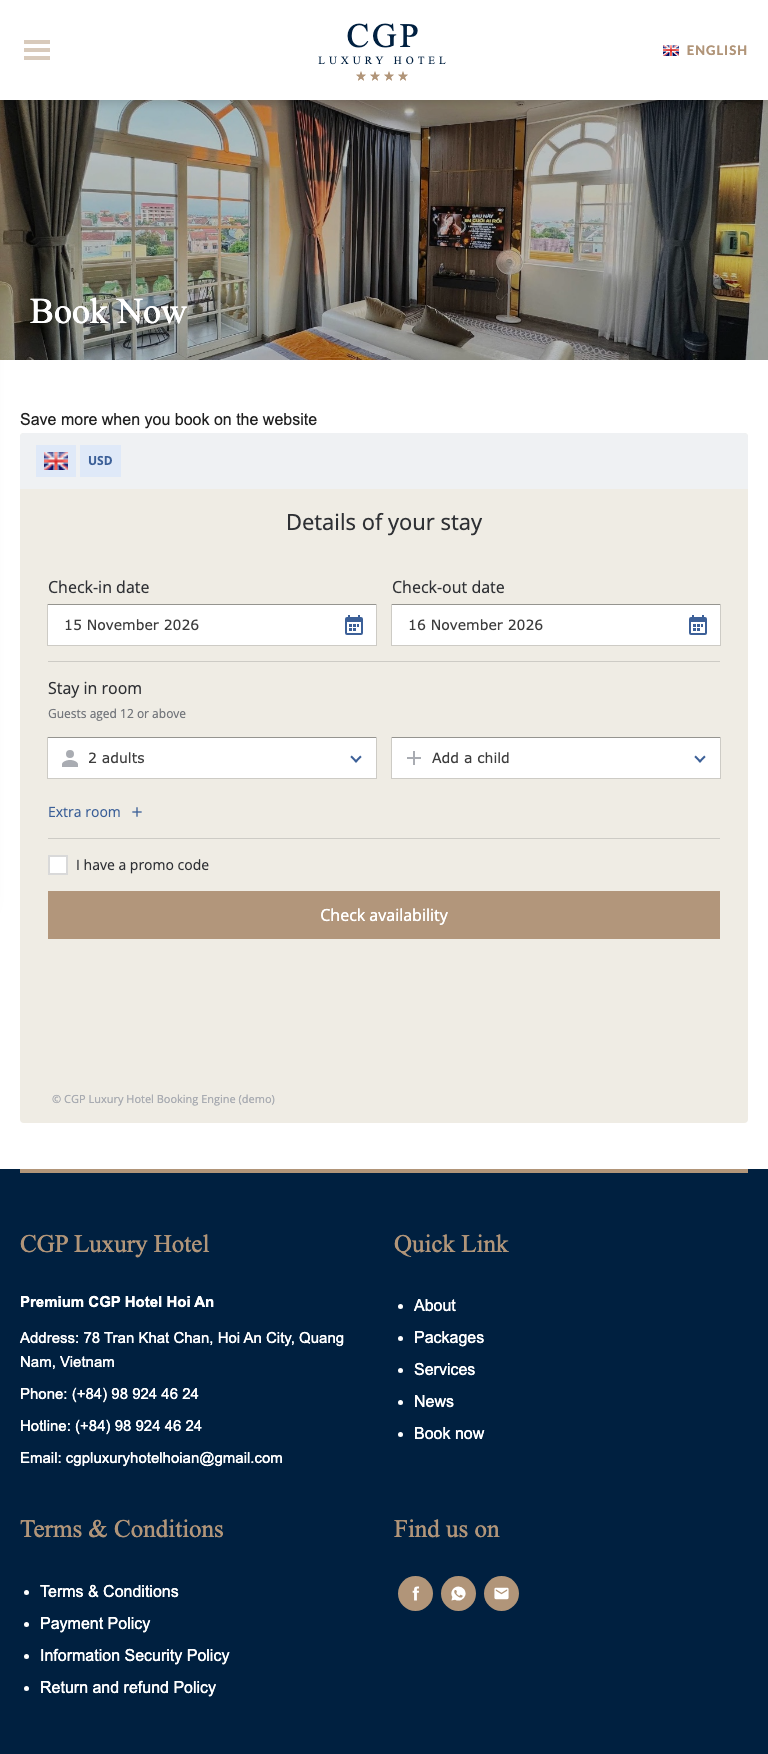 CGP
LUXURY HOTEL
ENGLISH
Book Now
Save more when you book on the website
USD
Details of your stay
Check-in date
Check-out date
15 November 2026
16 November 2026
Stay in room
Guests aged 12 or above
2 adults
Add a child
Extra room +
I have a promo code
Check availability
© CGP Luxury Hotel Booking Engine (demo)
CGP Luxury Hotel
Premium CGP Hotel Hoi An
Address: 78 Tran Khat Chan, Hoi An City, Quang
Nam, Vietnam
Phone: (+84) 98 924 46 24
Hotline: (+84) 98 924 46 24
Email: cgpluxuryhotelhoian@gmail.com
Quick Link
About
Packages
Services
News
Book now
Terms & Conditions
Terms & Conditions
Payment Policy
Information Security Policy
Return and refund Policy
Find us on